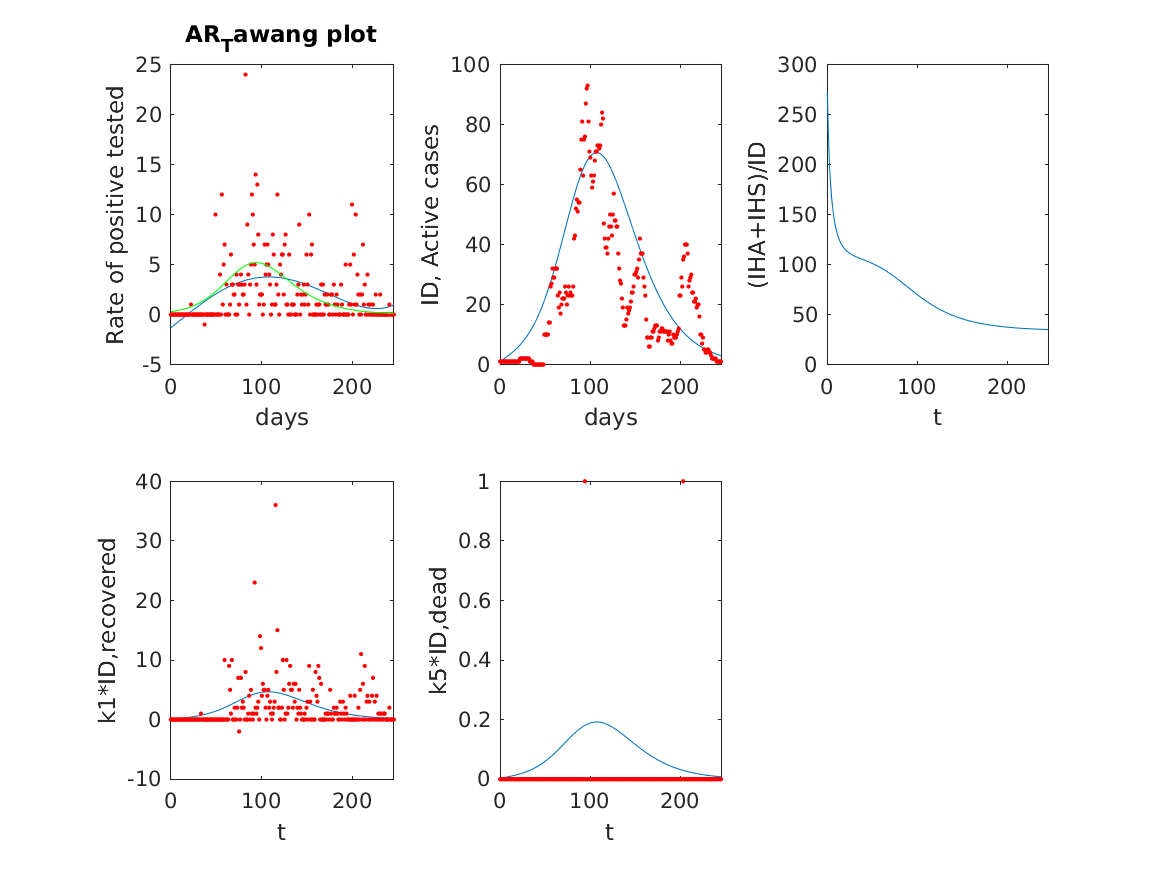 AR_Tawang plot
25
20
15
10
5
0
-5
0 100 200
days
Rate of positive tested
100
80
60
40
20
0
0 100 200
days
ID, Active cases
300
250
200
150
100
50
0
0 100 200
t
(IHA+IHS)/ID
40
30
20
10
0
-10
0 100 200
t
k1*ID,recovered
1
0.8
0.6
0.4
0.2
0
0 100 200
t
k5*ID,dead